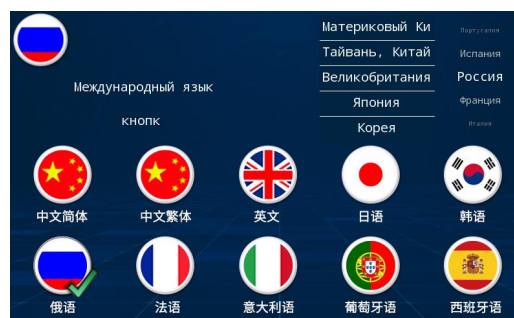 Материковый Ки
Тайвань, Китай
Великобритания
Япония
Корея
Португалия
Испания
Россия
Франция
Италия
Международный язык
кнопк
中文简体
中文繁体
英文
日语
韩语
俄语
法语
意大利语
葡萄牙语
西班牙语